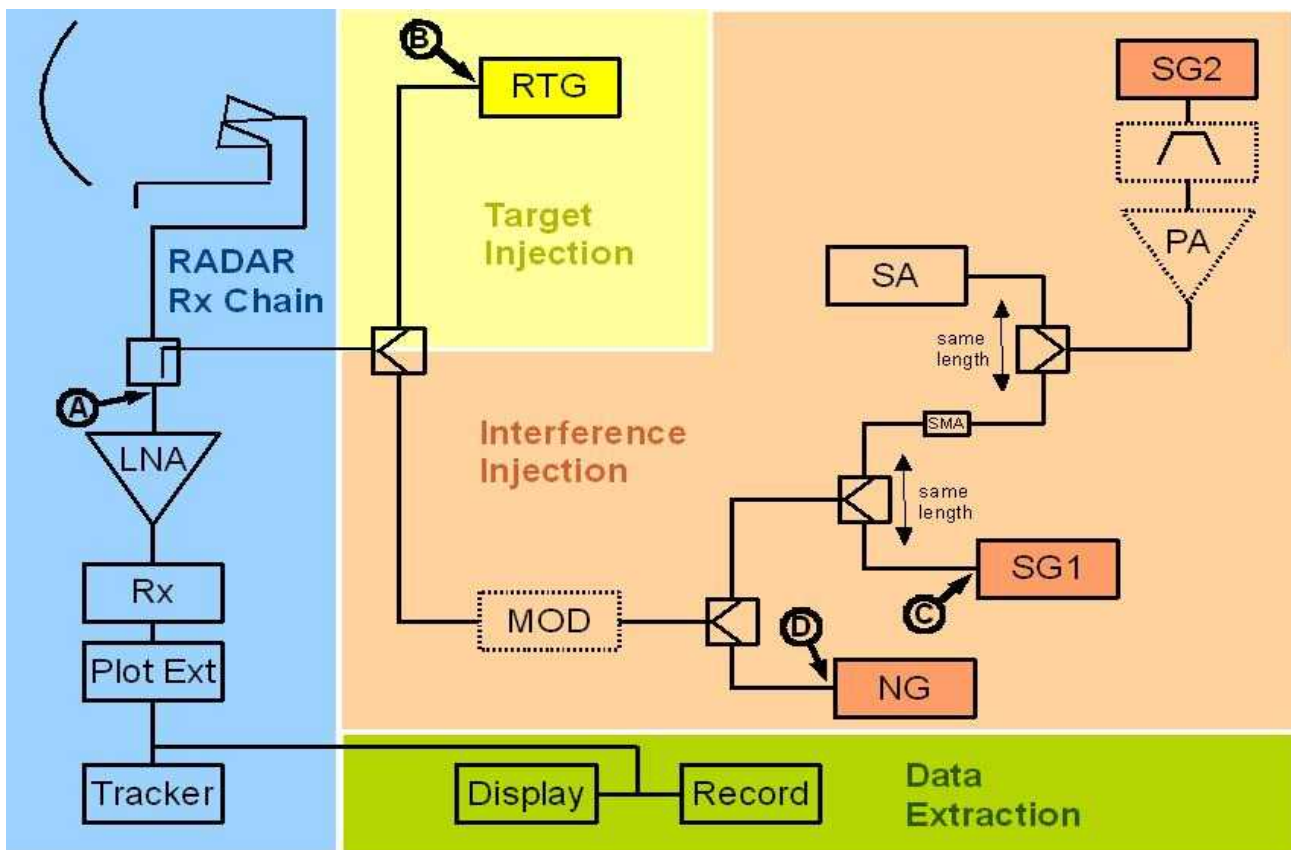 B
RTG
SG2
PA
Target
Injection
RADAR
Rx Chain
SA
same
length
A
SMA
LNA
Interference
Injection
same
length
SG1
Rx
MOD
C
D
Plot Ext
NG
Tracker
Display
Record
Data
Extraction